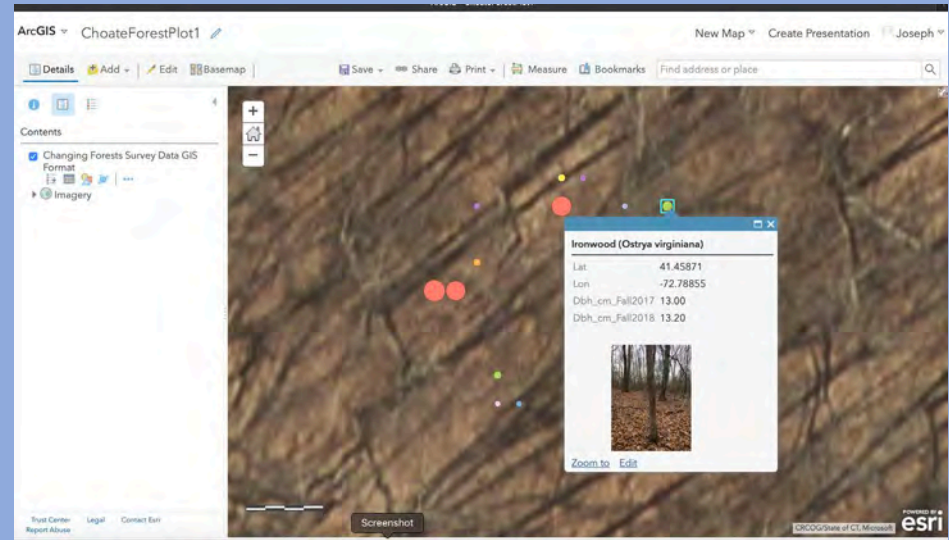 ArcGIS ChoateForestPlot1 New Map Create Presentation Joseph
Details Add Edit Basemap Save Share Print Measure Bookmarks Find address or place
Contents
Changing Forests Survey Data GIS
Format
Imagery
+
−
Ironwood (Ostrya virginiana)
Lat 41.45871
Lon -72.78855
Dbh_cm_Fall2017 13.00
Dbh_cm_Fall2018 13.20
Zoom to Edit
Trust Center Legal Contact Esri
Report Abuse
Screenshot
CRCOG/State of CT, Microsoft
POWERED BY
esri